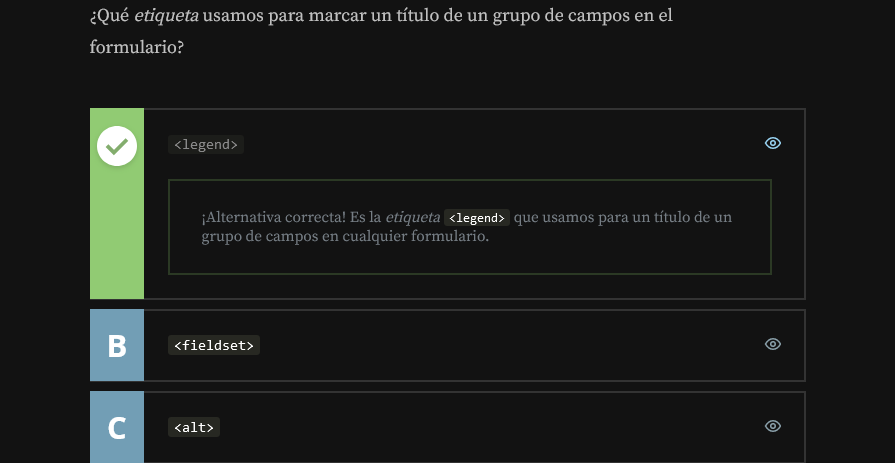 ¿Qué etiqueta usamos para marcar un título de un grupo de campos en el
formulario?
<legend>
¡Alternativa correcta! Es la etiqueta <legend> que usamos para un título de un
grupo de campos en cualquier formulario.
B
<fieldset>
C
<alt>